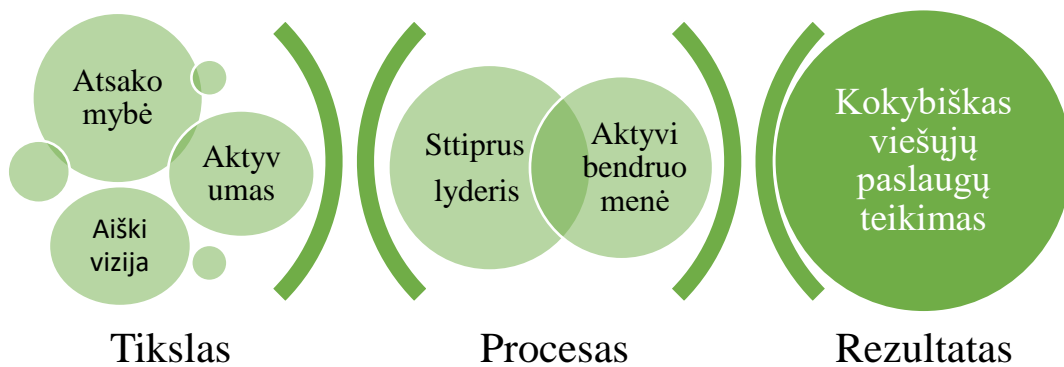 Atsako
mybė
Aktyv
umas
Aiški
vizija
Sttiprus
lyderis
Aktyvi
bendruo
menė
Kokybiškas
viešųjų
paslaugų
teikimas
Tikslas
Procesas
Rezultatas